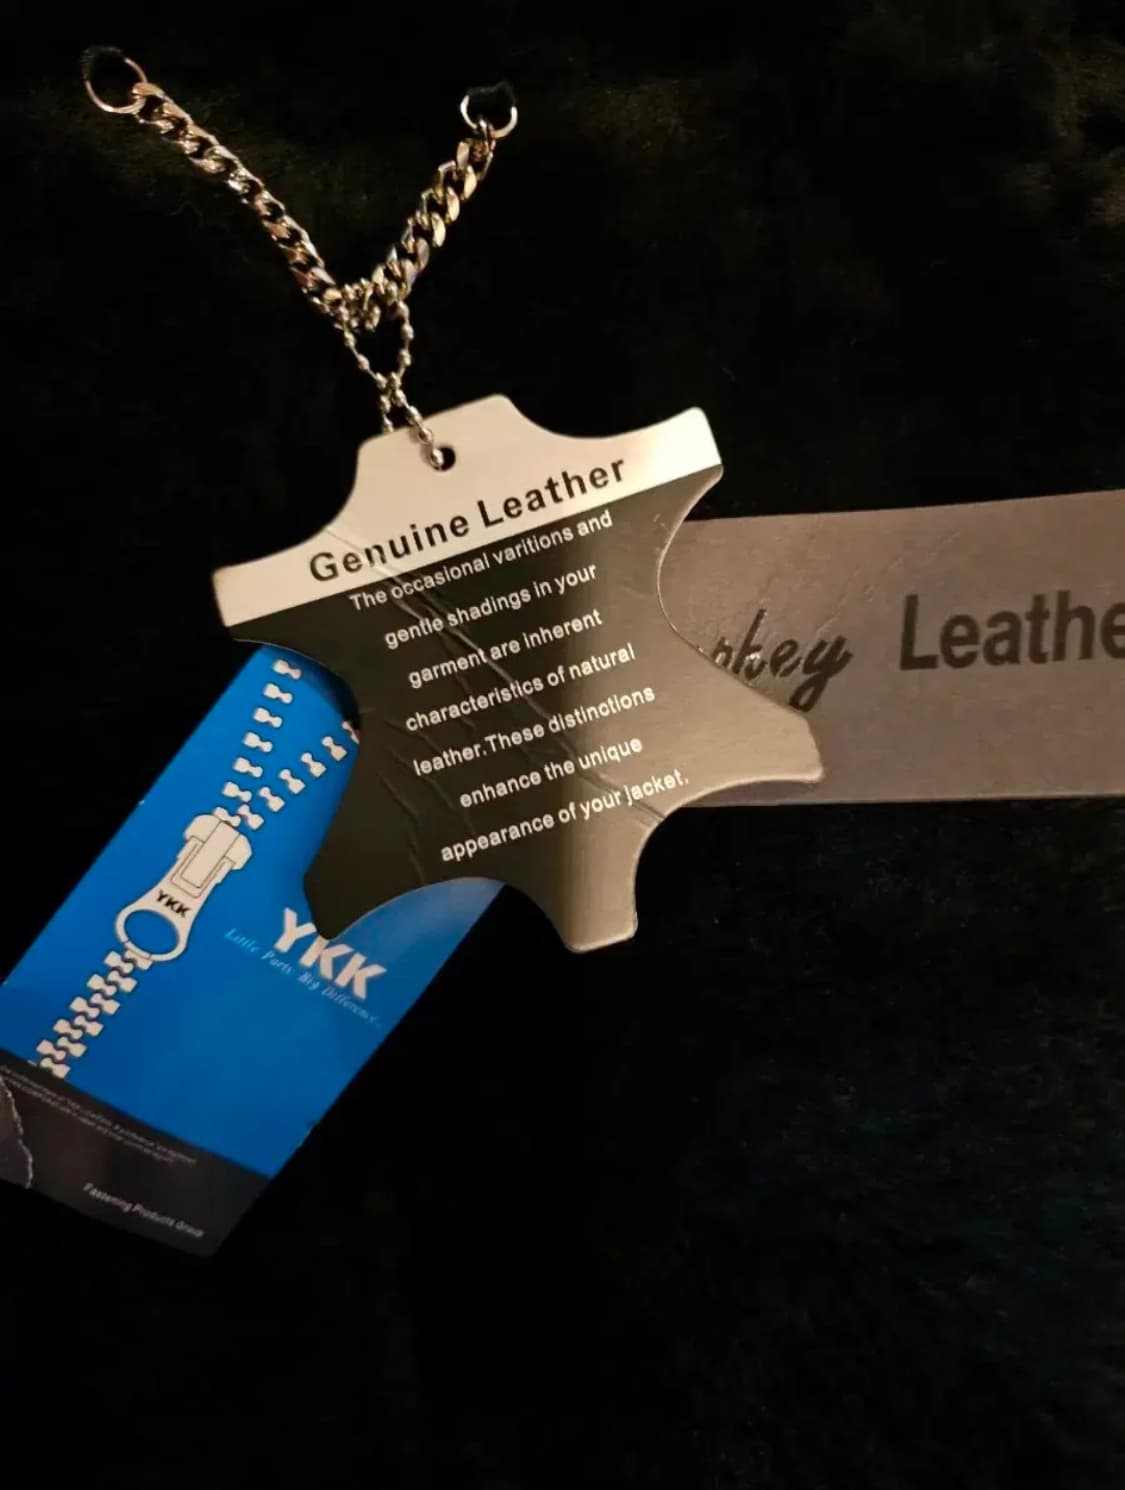 Genuine Leather
The occasional varitions and
gentle shadings in your
garment are inherent
characteristics of natural
leather.These distinctions
enhance the unique
appearance of your jacket.
Leathe
YKK
YKK
Little Parts. Big Difference.
Fastening Products Group